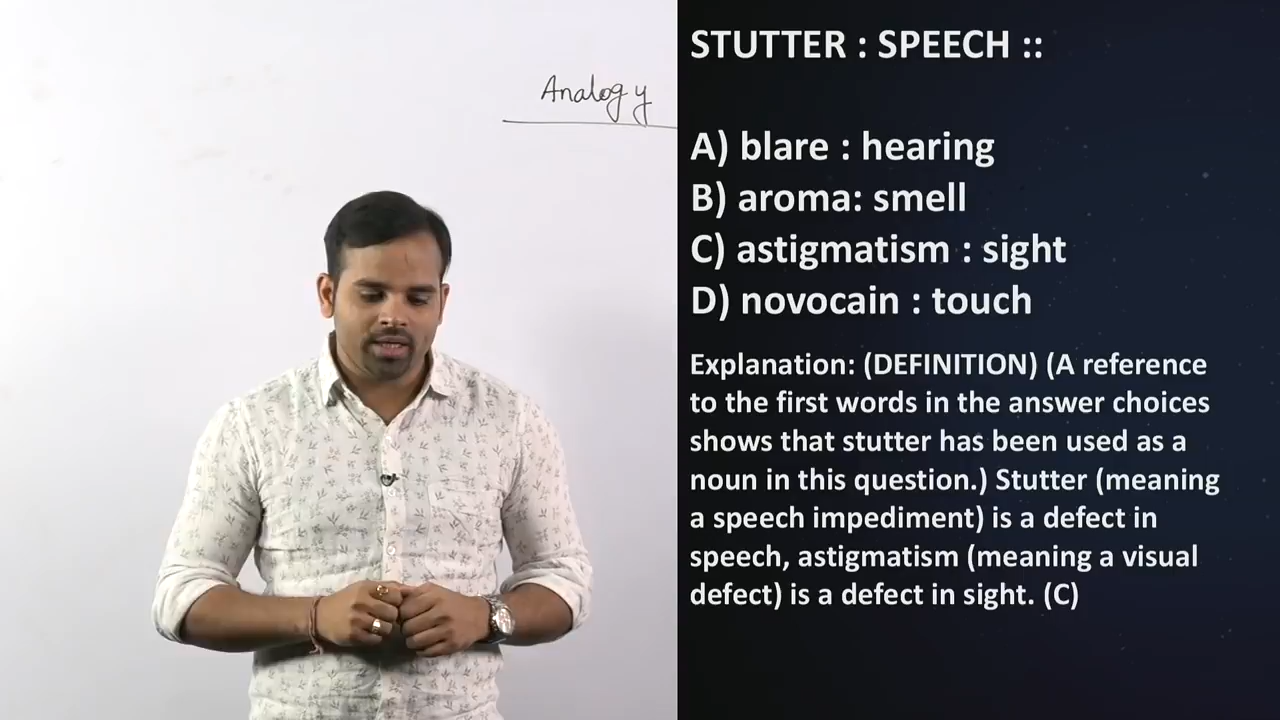 Analogy
STUTTER : SPEECH ::
A) blare : hearing
B) aroma: smell
C) astigmatism : sight
D) novocain : touch
Explanation: (DEFINITION) (A reference
to the first words in the answer choices
shows that stutter has been used as a
noun in this question.) Stutter (meaning
a speech impediment) is a defect in
speech, astigmatism (meaning a visual
defect) is a defect in sight. (C)